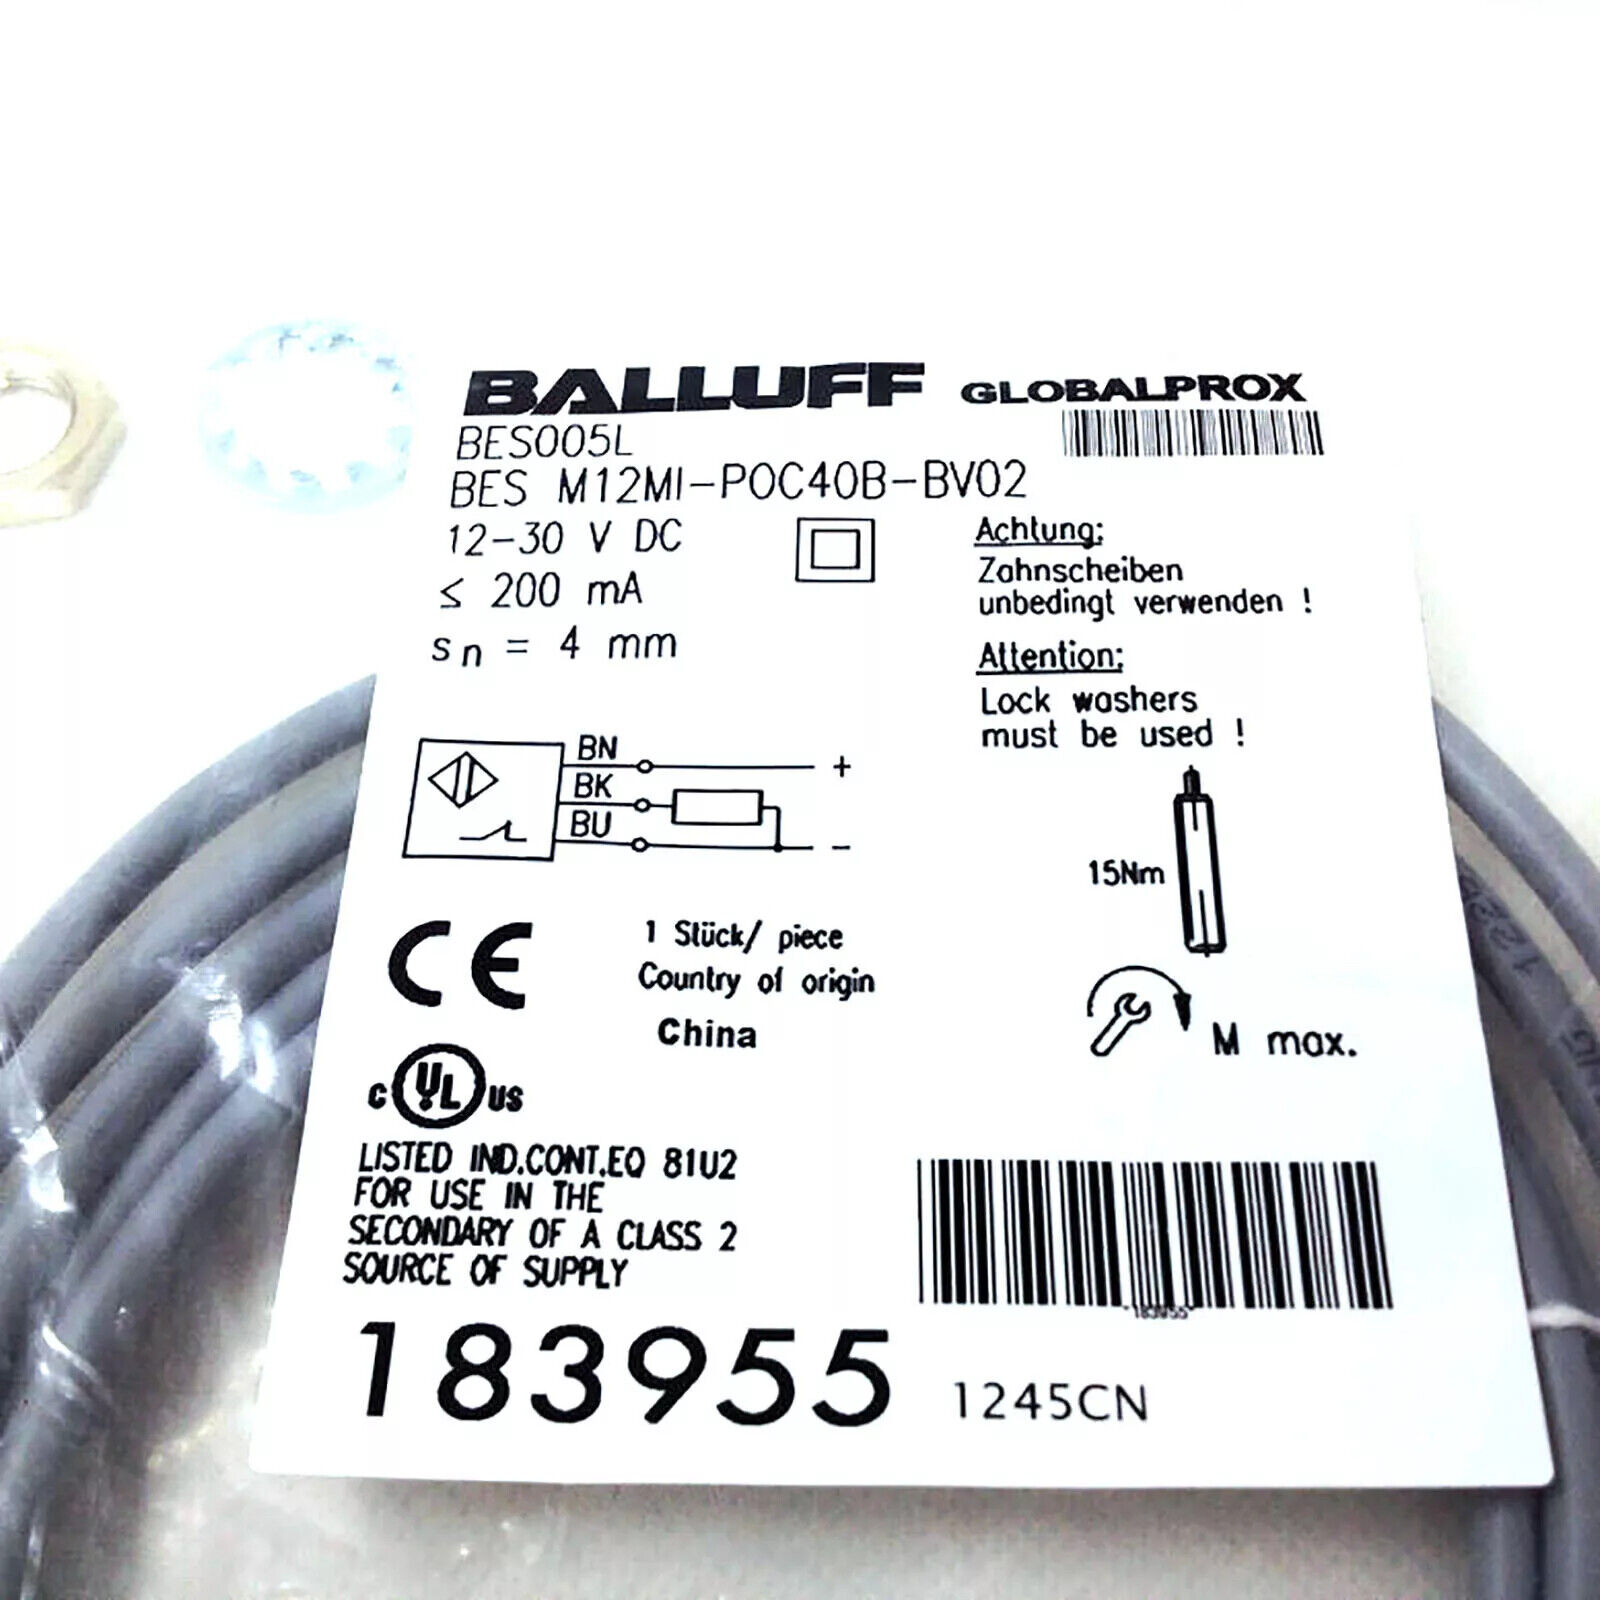 BALLUFF GLOBALPROX
BES005L
BES M12MI-POC40B-BV02
12-30 V DC
≤ 200 mA
sn = 4 mm
Achtung:
Zahnscheiben
unbedingt verwenden !
Attention:
Lock washers
must be used !
BN +
BK
BU -
15Nm
M max.
CE
1 Stück/ piece
Country of origin
China
c UL us
LISTED IND.CONT.EQ 81U2
FOR USE IN THE
SECONDARY OF A CLASS 2
SOURCE OF SUPPLY
183955
183955 1245CN